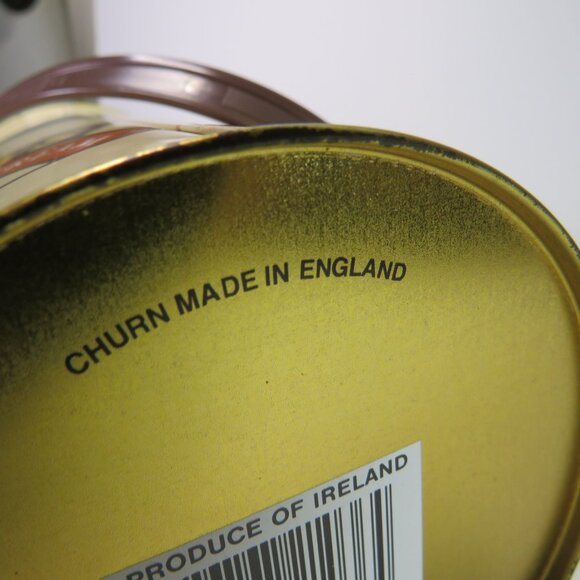 CHURN MADE IN ENGLAND
PRODUCE OF IRELAND